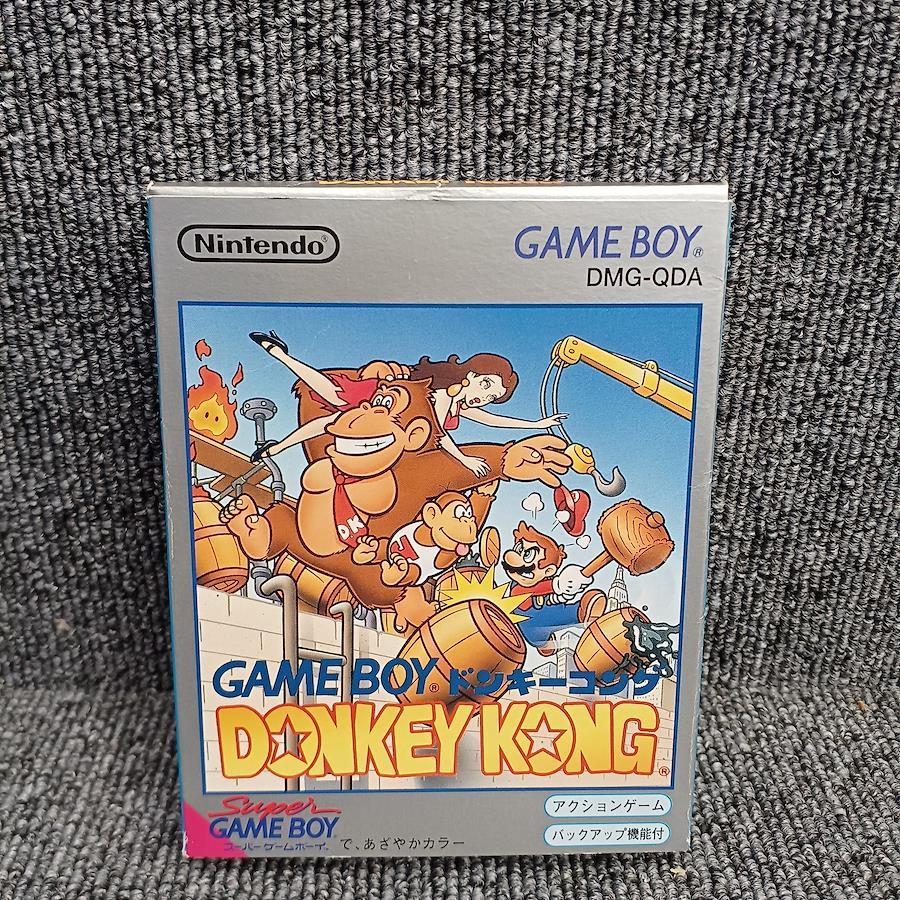 DONKEY KONG
Nintendo®
GAME BOY®
DMG-QDA
DK
GAME BOY® ドンキーコング
DONKEY KONG®
Super
GAME BOY
スーパーゲームボーイ® で、あざやかカラー
アクションゲーム
バックアップ機能付